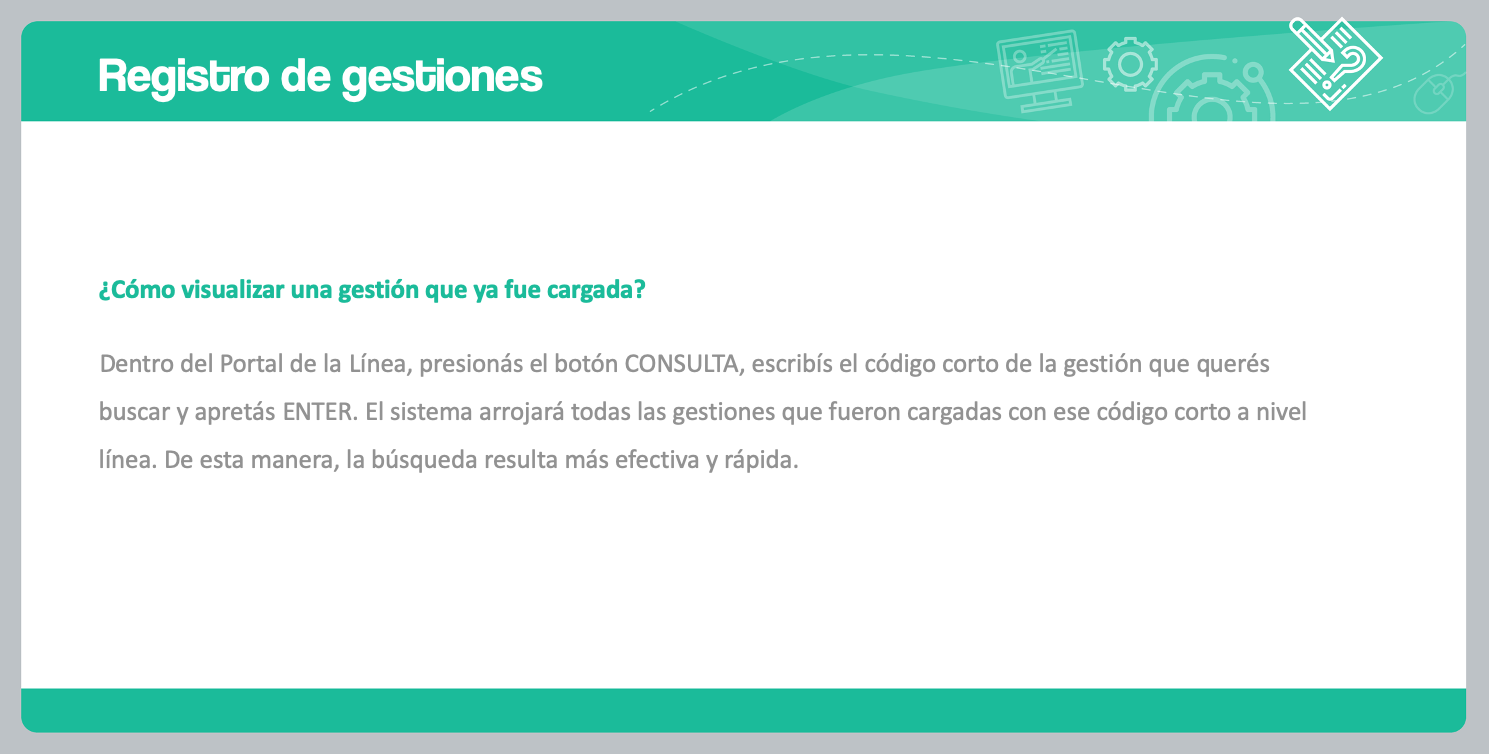 Registro de gestiones
¿Cómo visualizar una gestión que ya fue cargada?
Dentro del Portal de la Línea, presionás el botón CONSULTA, escribís el código corto de la gestión que querés
buscar y apretás ENTER. El sistema arrojará todas las gestiones que fueron cargadas con ese código corto a nivel
línea. De esta manera, la búsqueda resulta más efectiva y rápida.